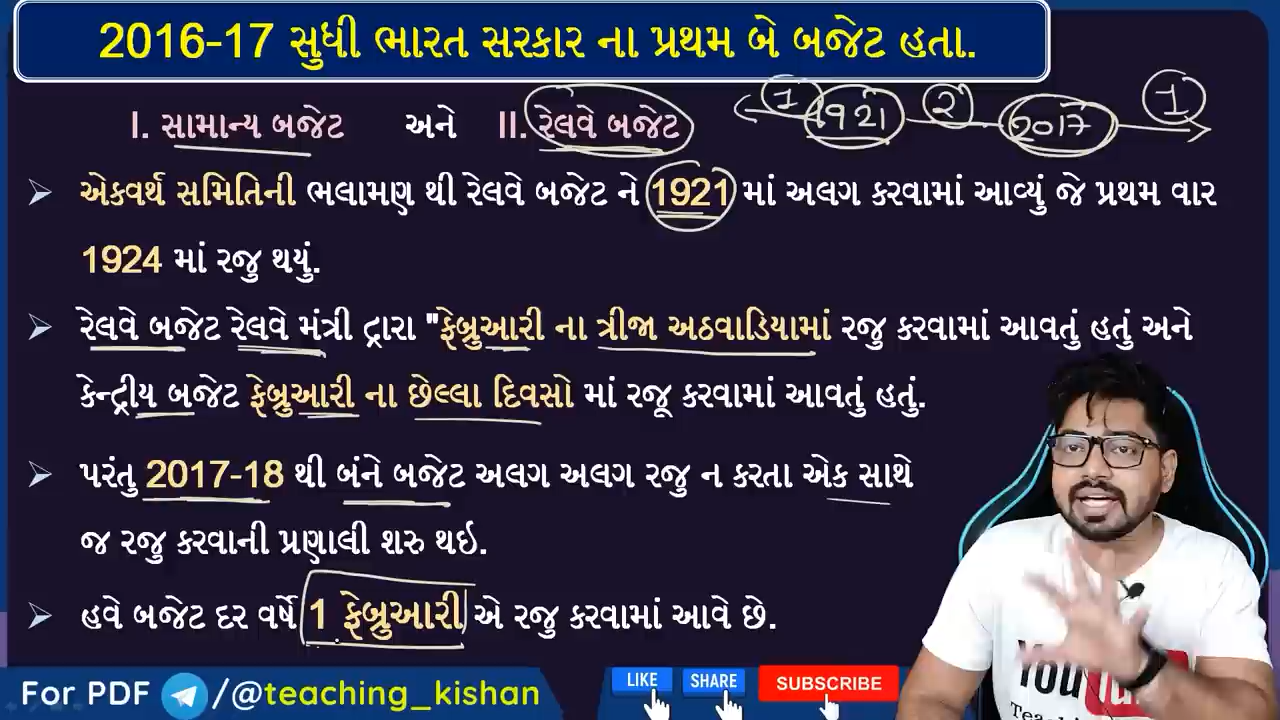 2016-17 સુધી ભારત સરકાર ના પ્રથમ બે બજેટ હતા.
I. સામાન્ય બજેટ અને II. રેલવે બજેટ 1 1921 2 2017 1
➢ એકવર્થ સમિતિની ભલામણ થી રેલવે બજેટ ને 1921 માં અલગ કરવામાં આવ્યું જે પ્રથમ વાર
1924 માં રજુ થયું.
➢ રેલવે બજેટ રેલવે મંત્રી દ્રારા "ફેબ્રુઆરી ના ત્રીજા અઠવાડિયામાં રજુ કરવામાં આવતું હતું અને
કેન્દ્રીય બજેટ ફેબ્રુઆરી ના છેલ્લા દિવસો માં રજૂ કરવામાં આવતું હતું.
➢ પરંતુ 2017-18 થી બંને બજેટ અલગ અલગ રજુ ન કરતા એક સાથે
જ રજુ કરવાની પ્રણાલી શરુ થઇ.
➢ હવે બજેટ દર વર્ષે 1 ફેબ્રુઆરી એ રજુ કરવામાં આવે છે.
For PDF /@teaching_kishan
LIKE SHARE SUBSCRIBE